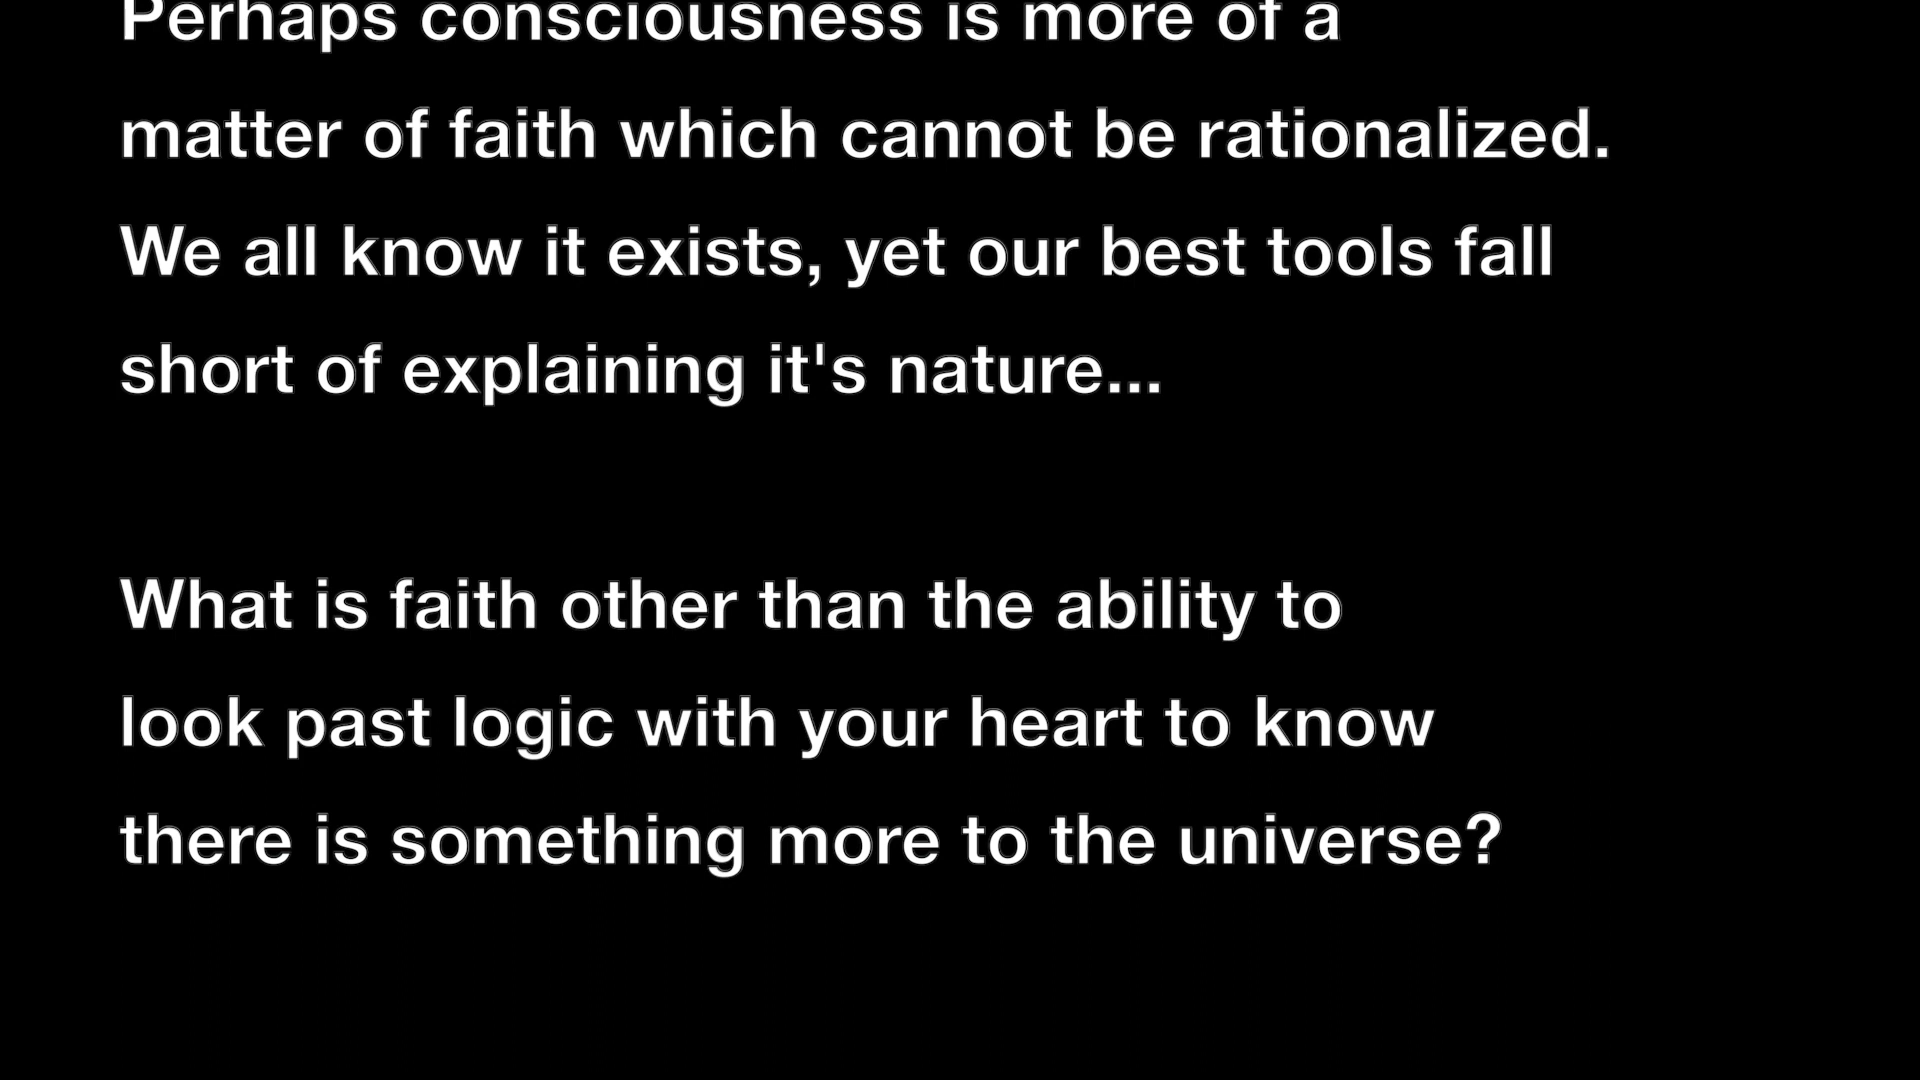 Perhaps consciousness is more of a
matter of faith which cannot be rationalized.
We all know it exists, yet our best tools fall
short of explaining it's nature...
What is faith other than the ability to
look past logic with your heart to know
there is something more to the universe?